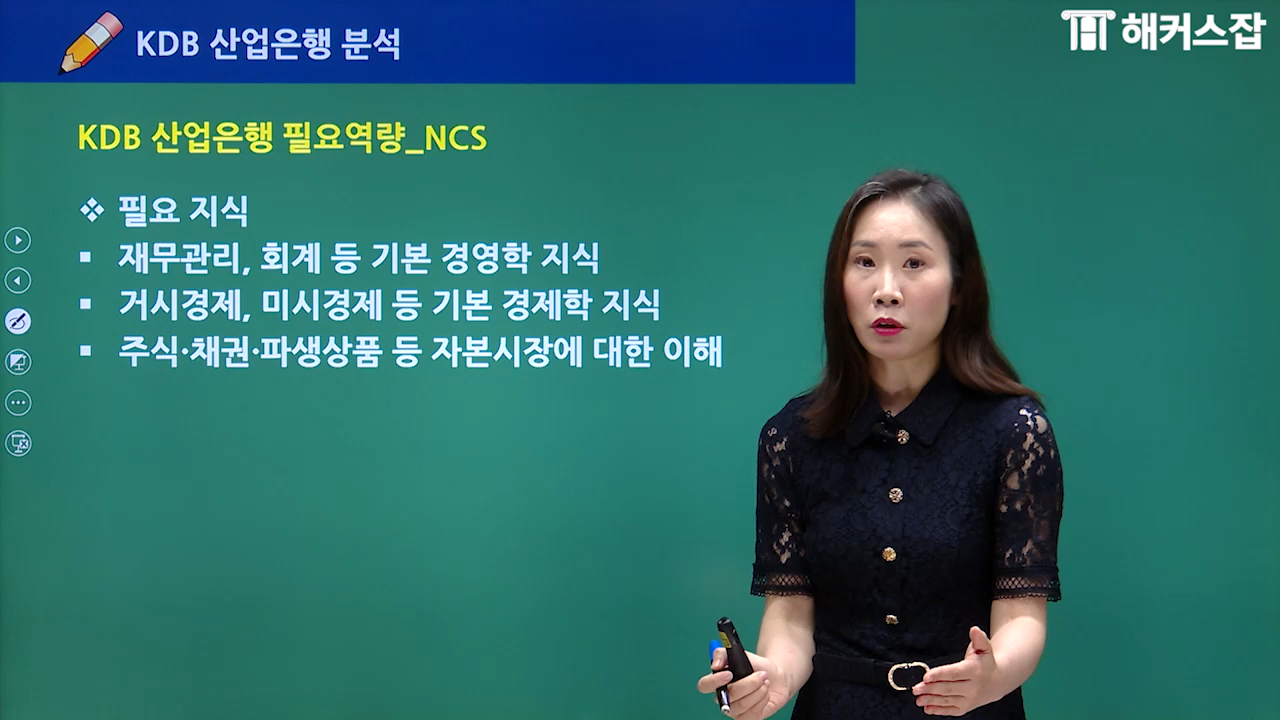 KDB 산업은행 분석
해커스잡
KDB 산업은행 필요역량_NCS
❖ 필요 지식
▪ 재무관리, 회계 등 기본 경영학 지식
▪ 거시경제, 미시경제 등 기본 경제학 지식
▪ 주식·채권·파생상품 등 자본시장에 대한 이해